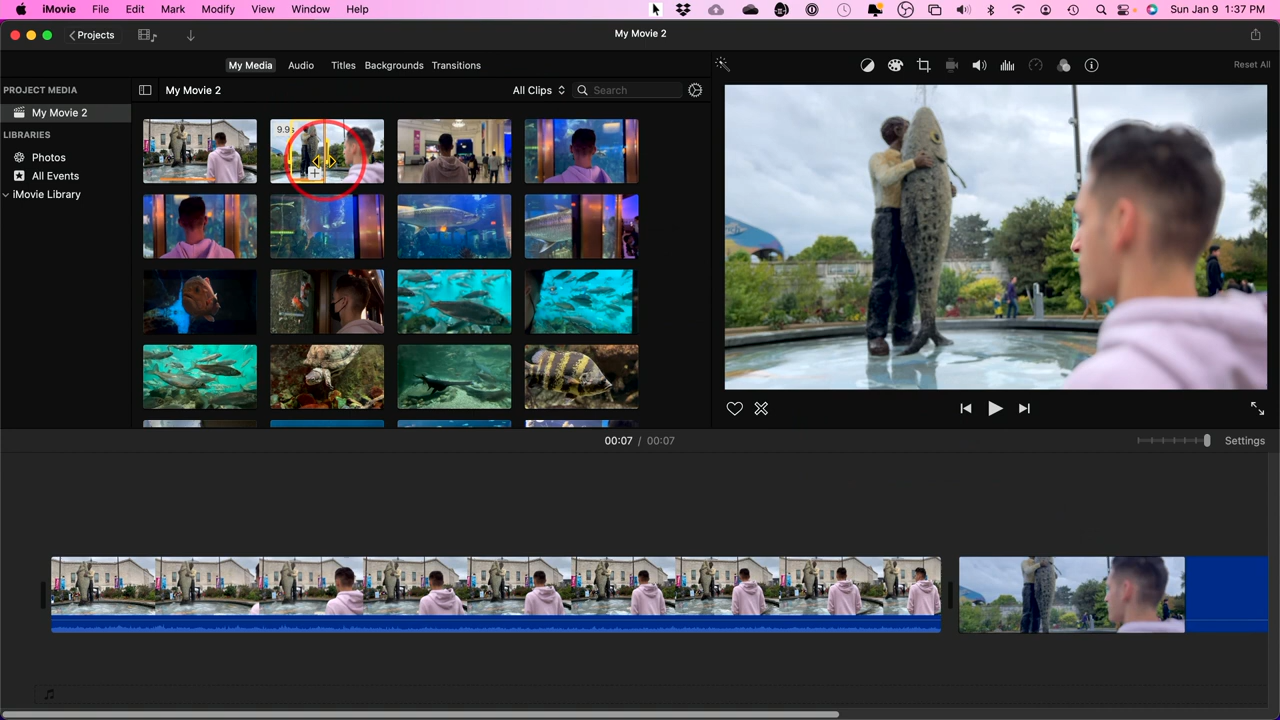 iMovie File Edit Mark Modify View Window Help Sun Jan 9 1:37 PM
Projects My Movie 2
My Media Audio Titles Backgrounds Transitions Reset All
PROJECT MEDIA
My Movie 2 All Clips Search
My Movie 2
LIBRARIES
Photos
All Events
iMovie Library
9.9s
00:07 / 00:07 Settings